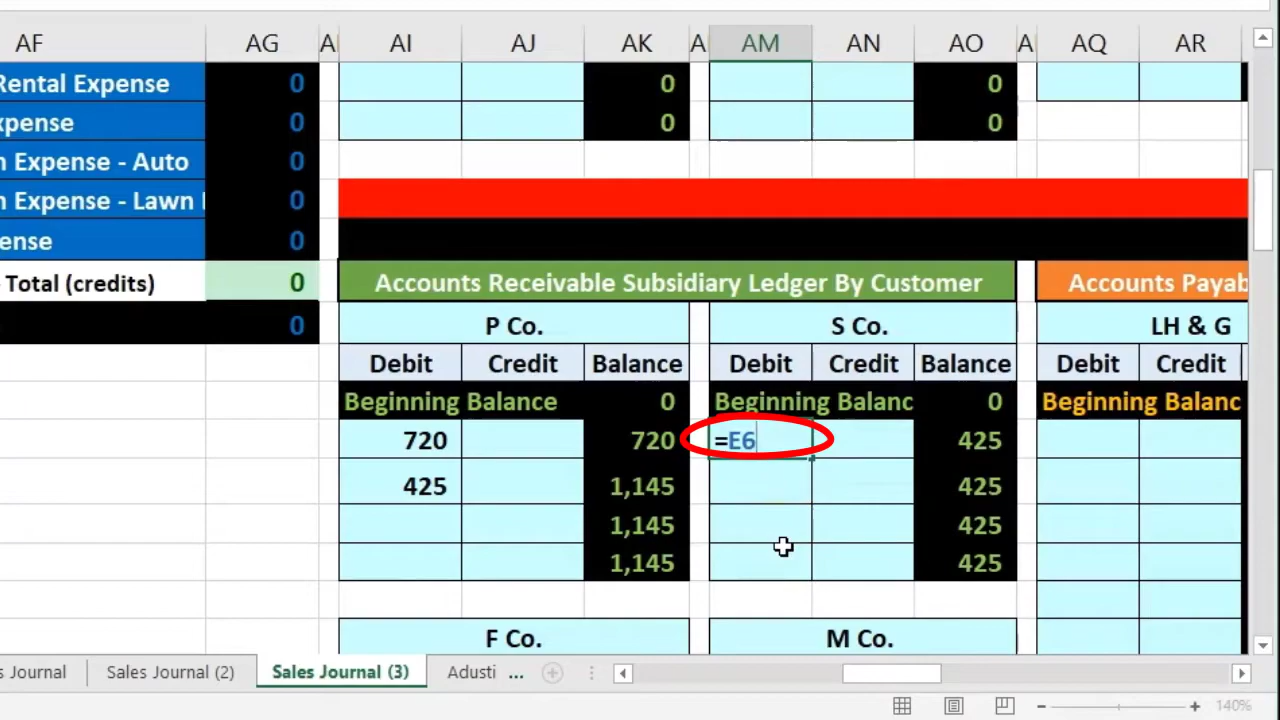 AF AG AI AJ AK AM AN AO AQ AR
Rental Expense 0 0 0
xpense 0 0 0
n Expense - Auto 0
n Expense - Lawn 0
ense 0
Total (credits) 0 Accounts Receivable Subsidiary Ledger By Customer Accounts Payab
0 P Co. S Co. LH & G
Debit Credit Balance Debit Credit Balance Debit Credit
Beginning Balance 0 Beginning Balanc 0 Beginning Balanc
720 720 =E6 425
425 1,145 425
1,145 425
1,145 425
F Co. M Co.
s Journal Sales Journal (2) Sales Journal (3) Adusti ...
140%